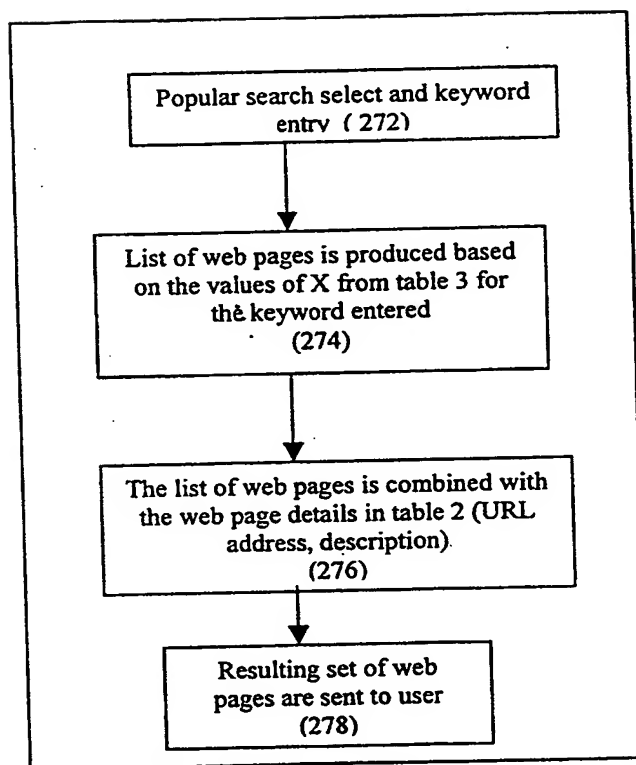 Popular search select and keyword
entry ( 272)
List of web pages is produced based
on the values of X from table 3 for
the keyword entered
(274)
The list of web pages is combined with
the web page details in table 2 (URL
address, description).
(276)
Resulting set of web
pages are sent to user
(278)